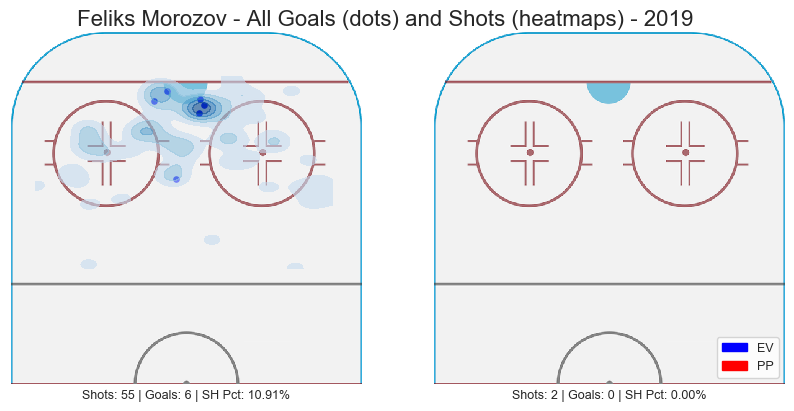 Feliks Morozov - All Goals (dots) and Shots (heatmaps) - 2019
EV
PP
Shots: 55 | Goals: 6 | SH Pct: 10.91%
Shots: 2 | Goals: 0 | SH Pct: 0.00%